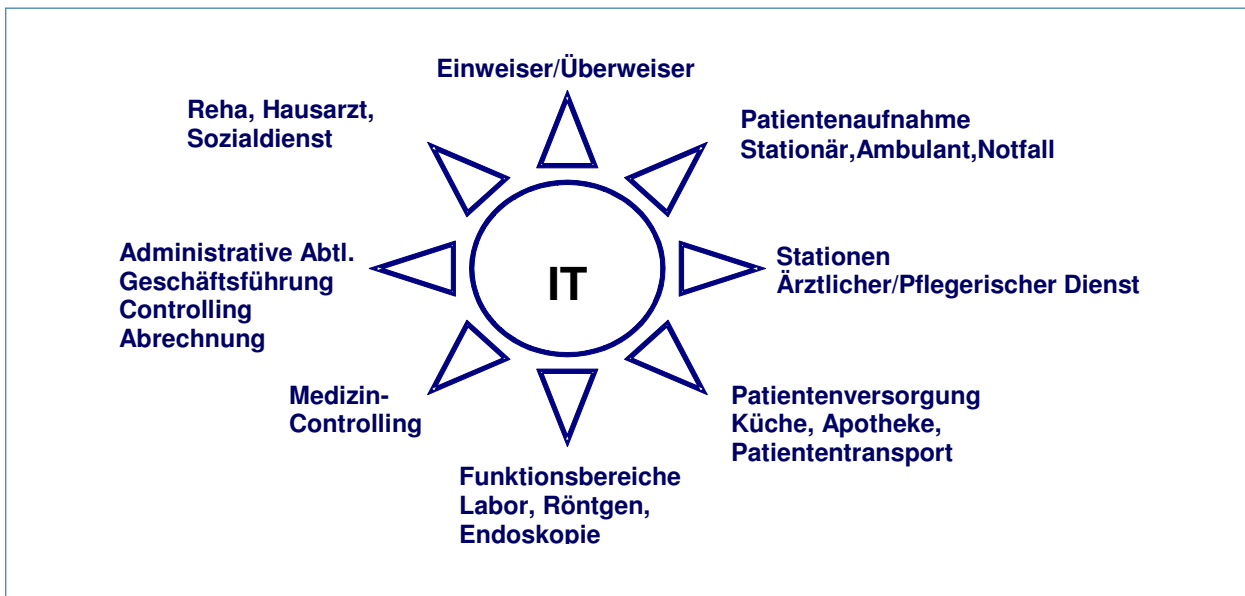 Einweiser/Überweiser
Reha, Hausarzt,
Sozialdienst
Patientenaufnahme
Stationär,Ambulant,Notfall
Administrative Abtl.
Geschäftsführung
Controlling
Abrechnung
IT
Stationen
Ärztlicher/Pflegerischer Dienst
Medizin-
Controlling
Patientenversorgung
Küche, Apotheke,
Patiententransport
Funktionsbereiche
Labor, Röntgen,
Endoskopie